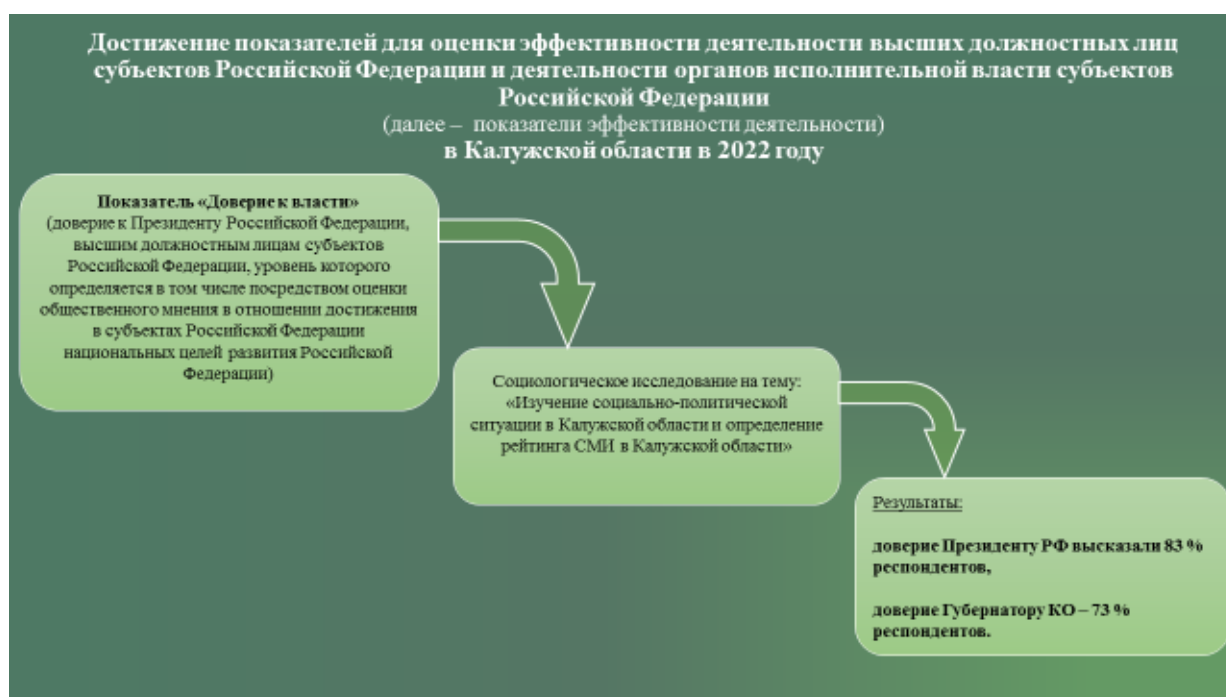 Достижение показателей для оценки эффективности деятельности высших должностных лиц
субъектов Российской Федерации и деятельности органов исполнительной власти субъектов
Российской Федерации
(далее – показатели эффективности деятельности)
в Калужской области в 2022 году
Показатель «Доверие к власти»
(доверие к Президенту Российской Федерации,
высшим должностным лицам субъектов
Российской Федерации, уровень которого
определяется в том числе посредством оценки
общественного мнения в отношении достижения
в субъектах Российской Федерации
национальных целей развития Российской
Федерации)
Социологическое исследование на тему:
«Изучение социально-политической
ситуации в Калужской области и определение
рейтинга СМИ в Калужской области»
Результаты:
доверие Президенту РФ высказали 83 %
респондентов,
доверие Губернатору КО – 73 %
респондентов.